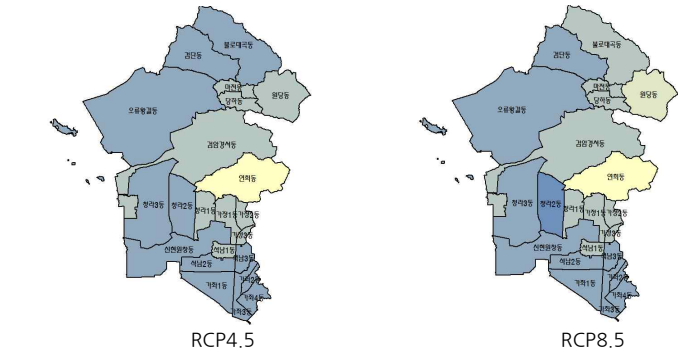 불로대곡동
검단동
마전동
원당동
당하동
오류왕길동
검암경서동
연희동
청라3동
청라2동
청라1동
가정1동
가정2동
가정3동
신현원창동
석남1동
석남3동
석남2동
가좌1동
가좌2동
가좌4동
가좌3동
RCP4.5
불로대곡동
검단동
마전동
원당동
당하동
오류왕길동
검암경서동
연희동
청라3동
청라2동
청라1동
가정1동
가정2동
가정3동
신현원창동
석남1동
석남3동
석남2동
가좌1동
가좌2동
가좌4동
가좌3동
RCP8.5